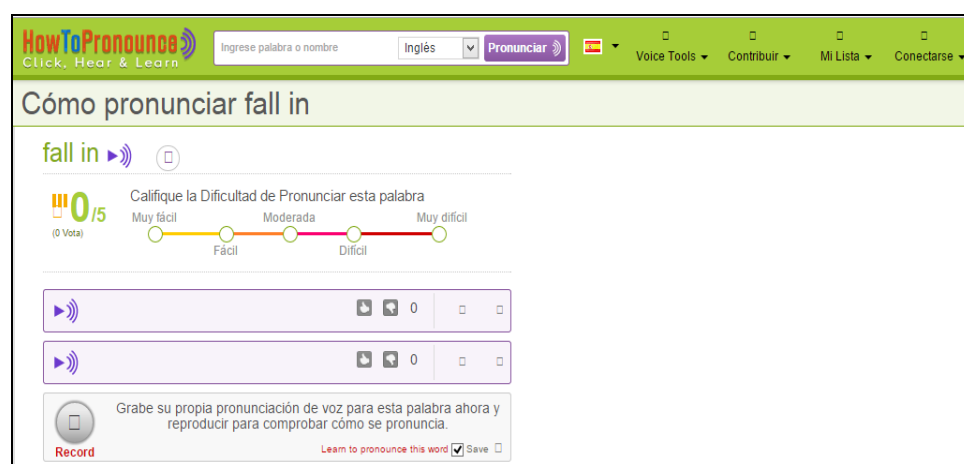 HowToPronounce
Click, Hear & Learn
Ingrese palabra o nombre
Inglés
Pronunciar
Voice Tools
Contribuir
Mi Lista
Conectarse
Cómo pronunciar fall in
fall in
0/5
(0 Vota)
Califique la Dificultad de Pronunciar esta palabra
Muy fácil Moderada Muy difícil
Fácil Difícil
0
0
Grabe su propia pronunciación de voz para esta palabra ahora y
reproducir para comprobar cómo se pronuncia.
Record
Learn to pronounce this word Save